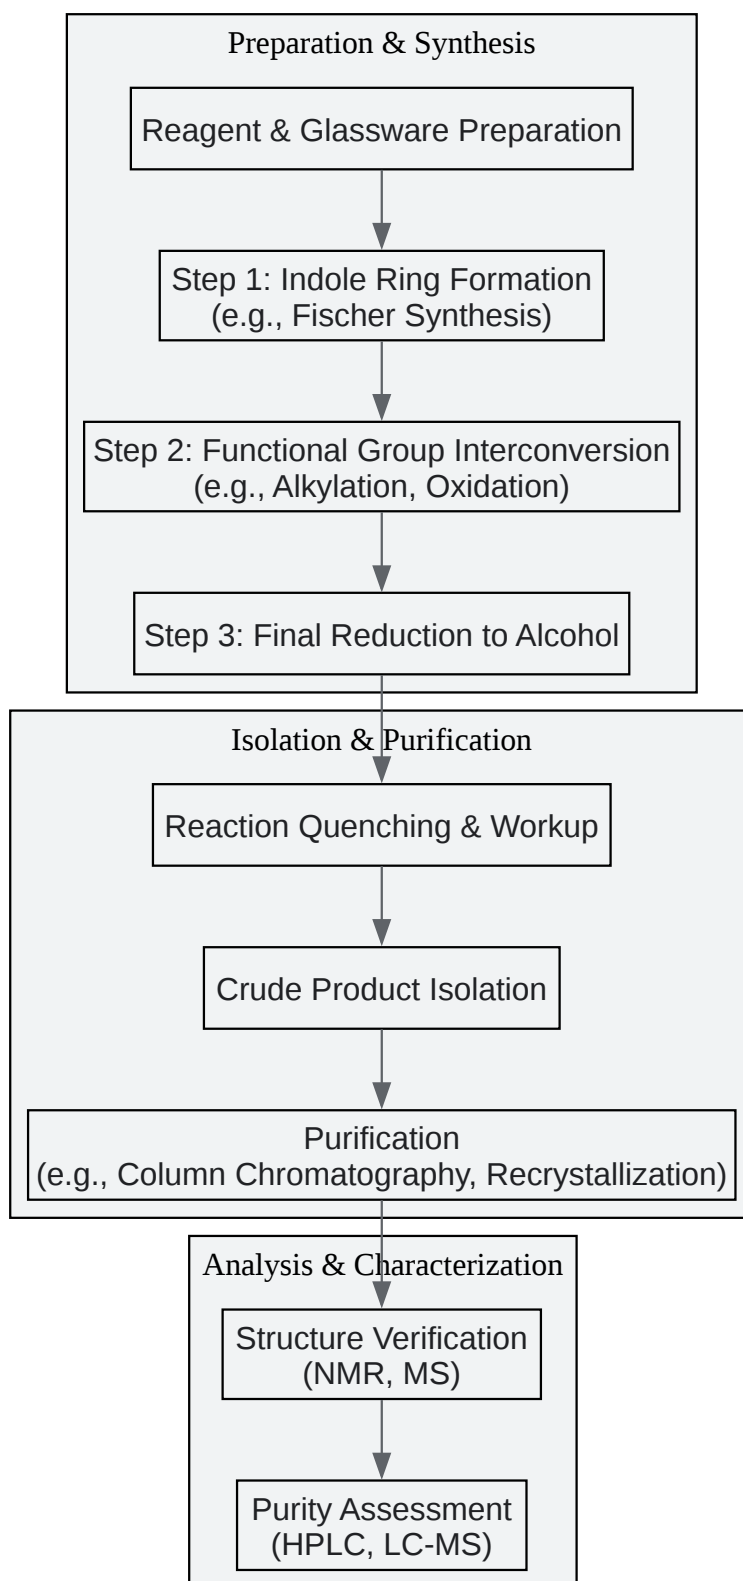 Preparation & Synthesis
Reagent & Glassware Preparation
Step 1: Indole Ring Formation
(e.g., Fischer Synthesis)
Step 2: Functional Group Interconversion
(e.g., Alkylation, Oxidation)
Step 3: Final Reduction to Alcohol
Isolation & Purification
Reaction Quenching & Workup
Crude Product Isolation
Purification
(e.g., Column Chromatography, Recrystallization)
Analysis & Characterization
Structure Verification
(NMR, MS)
Purity Assessment
(HPLC, LC-MS)